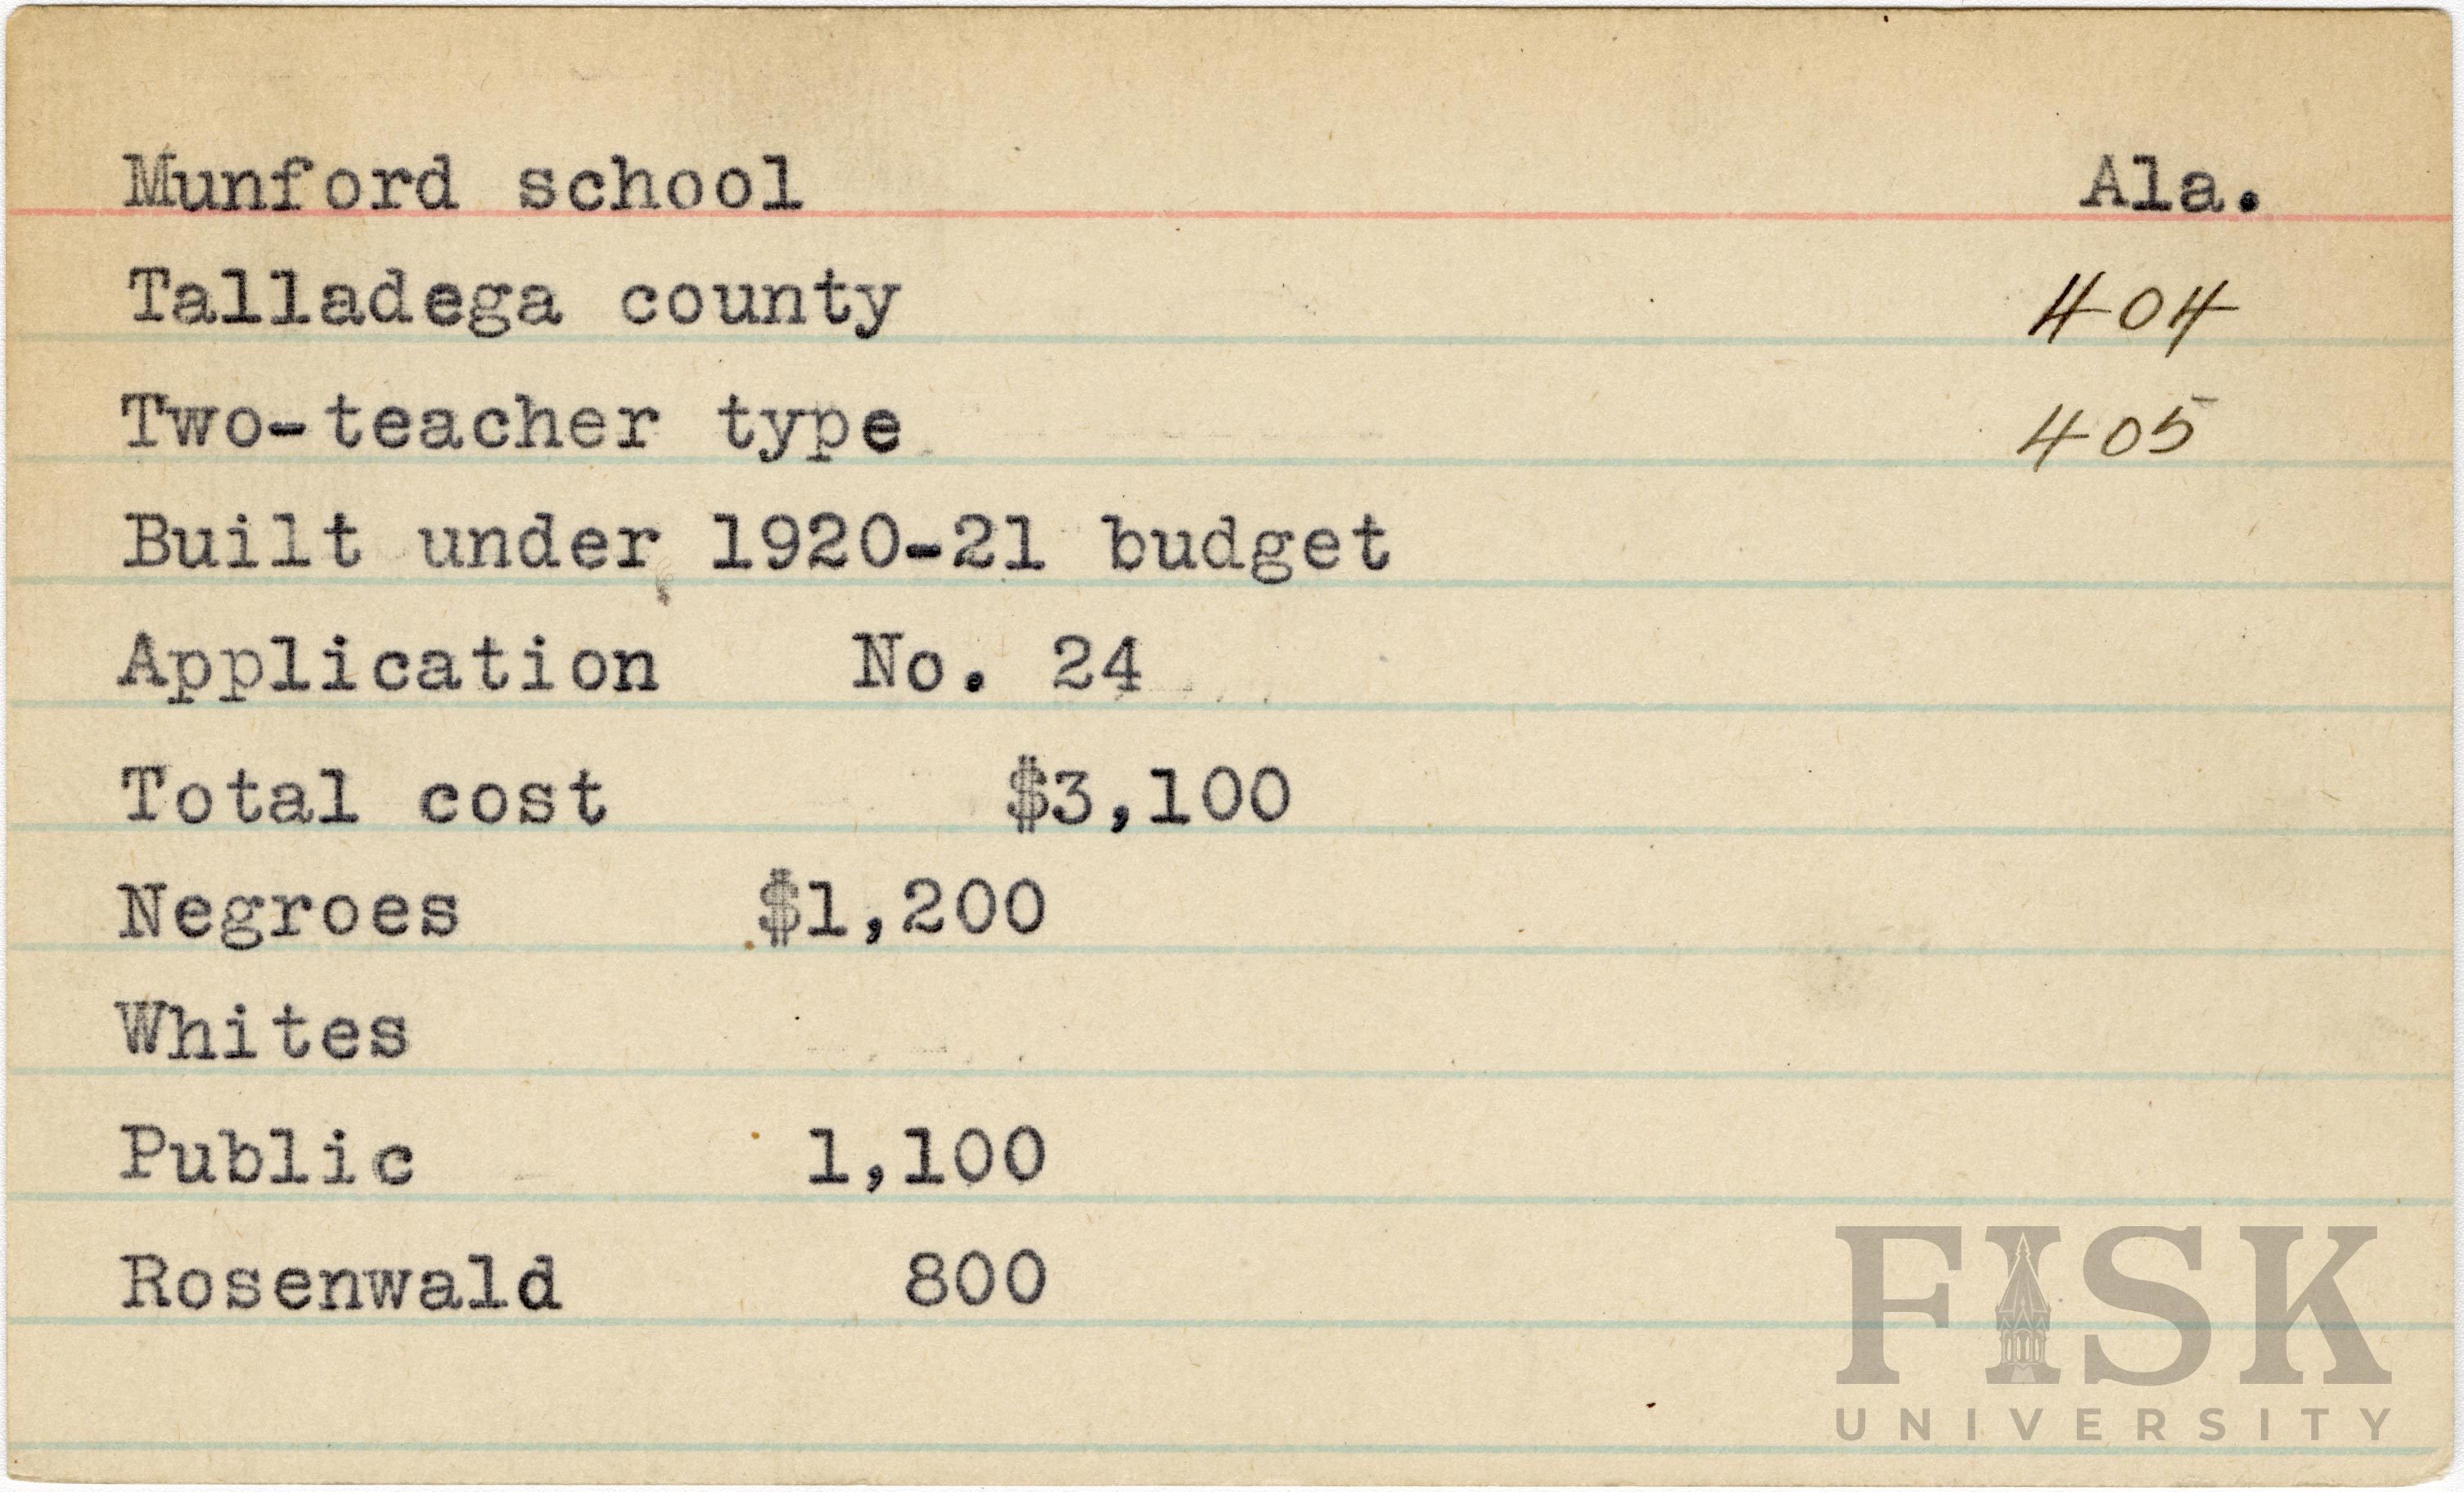 Munford school Ala.
Talladega county 404
Two-teacher type 405
Built under 1920-21 budget
Application No. 24
Total cost $3,100
Negroes $1,200
Whites
Public 1,100
Rosenwald 800
FISK
UNIVERSITY